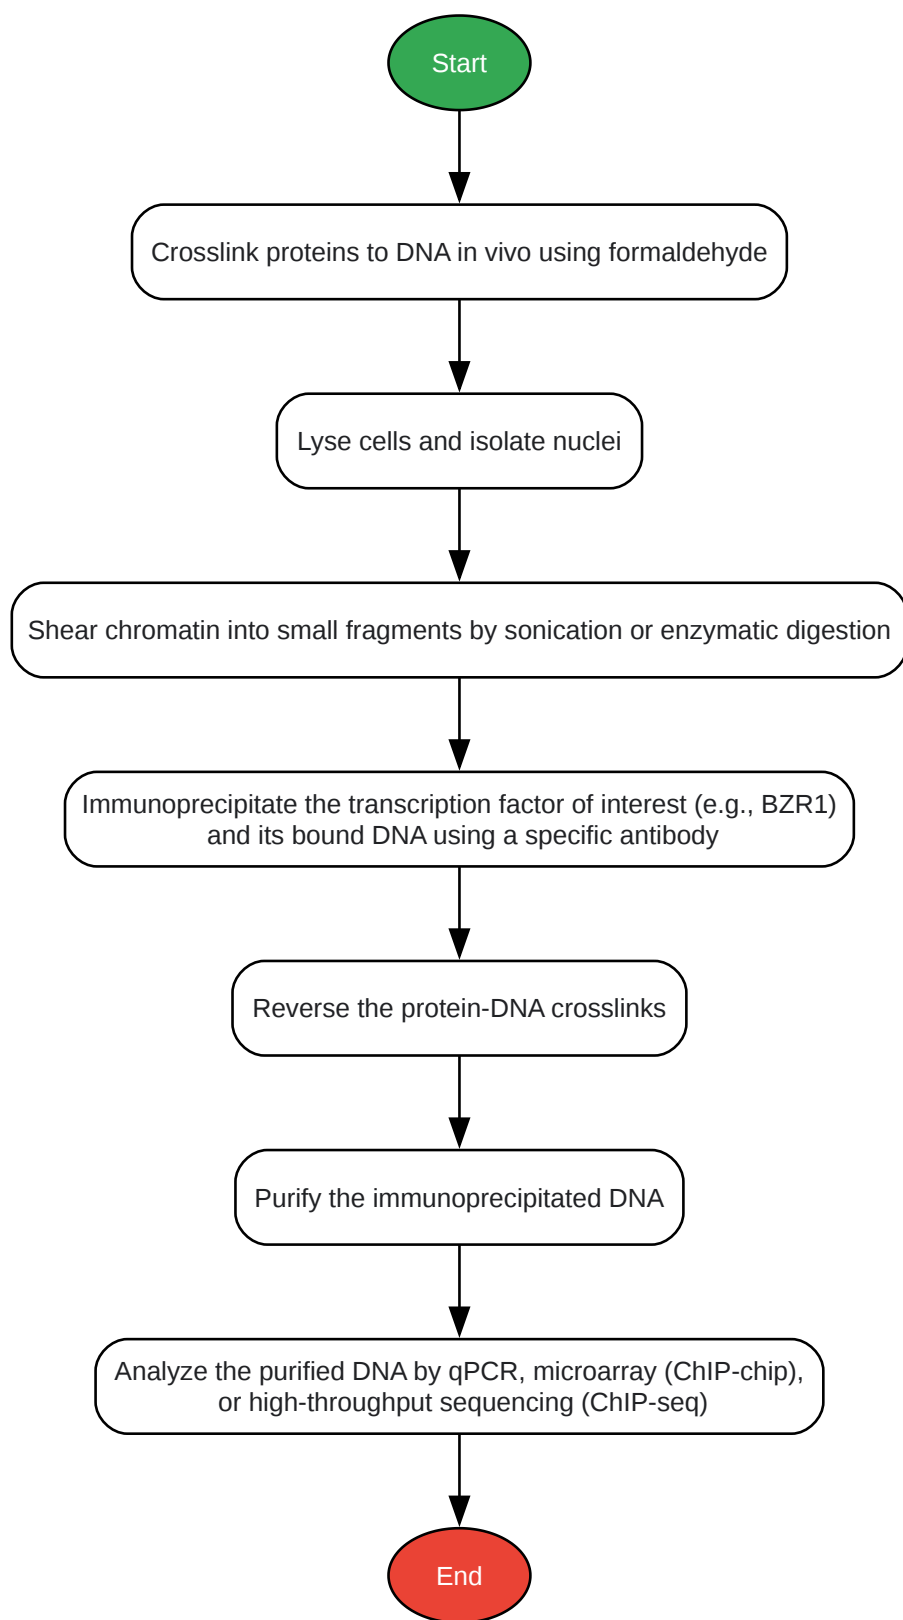 Start
Crosslink proteins to DNA in vivo using formaldehyde
Lyse cells and isolate nuclei
Shear chromatin into small fragments by sonication or enzymatic digestion
Immunoprecipitate the transcription factor of interest (e.g., BZR1)
and its bound DNA using a specific antibody
Reverse the protein-DNA crosslinks
Purify the immunoprecipitated DNA
Analyze the purified DNA by qPCR, microarray (ChIP-chip),
or high-throughput sequencing (ChIP-seq)
End